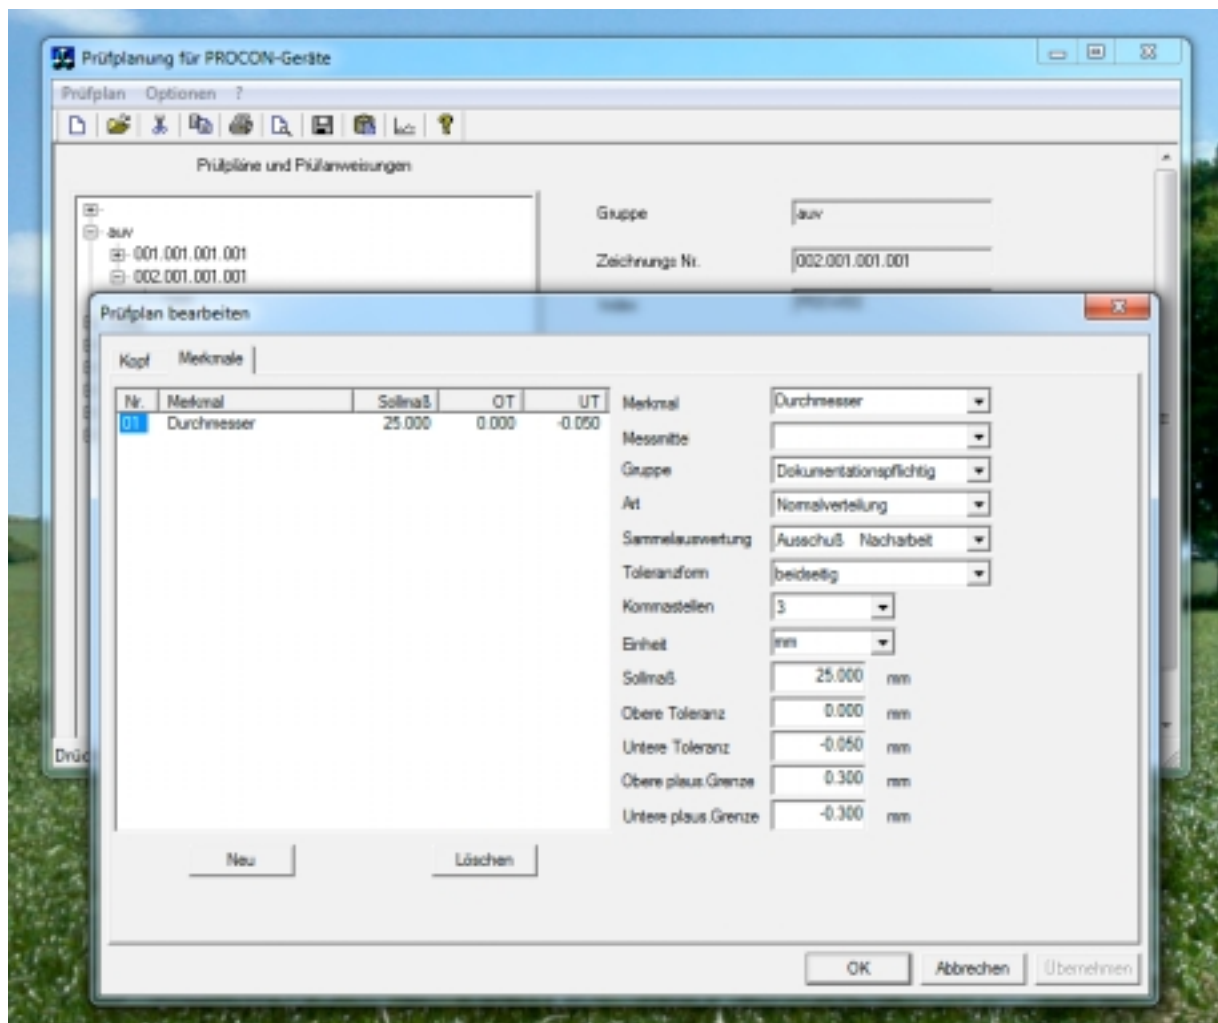 Prüfplanung für PROCON-Geräte
Prüfplan Optionen ?
Prüfpläne und Prüfanweisungen
auv
001.001.001.001
002.001.001.001
Gruppe auv
Zeichnungs Nr. 002.001.001.001
Prüfplan bearbeiten
Kopf Merkmale
Nr. Merkmal Sollmaß OT UT
01 Durchmesser 25.000 0.000 -0.050
Merkmal Durchmesser
Messmittel
Gruppe Dokumentationspflichtig
Art Normalverteilung
Sammelauswertung Ausschuß Nacharbeit
Toleranzform beidseitig
Kommastellen 3
Einheit mm
Sollmaß 25.000 mm
Obere Toleranz 0.000 mm
Untere Toleranz -0.050 mm
Obere plaus.Grenze 0.300 mm
Untere plaus.Grenze -0.300 mm
Drüc
Neu Löschen
OK Abbrechen Übernehmen